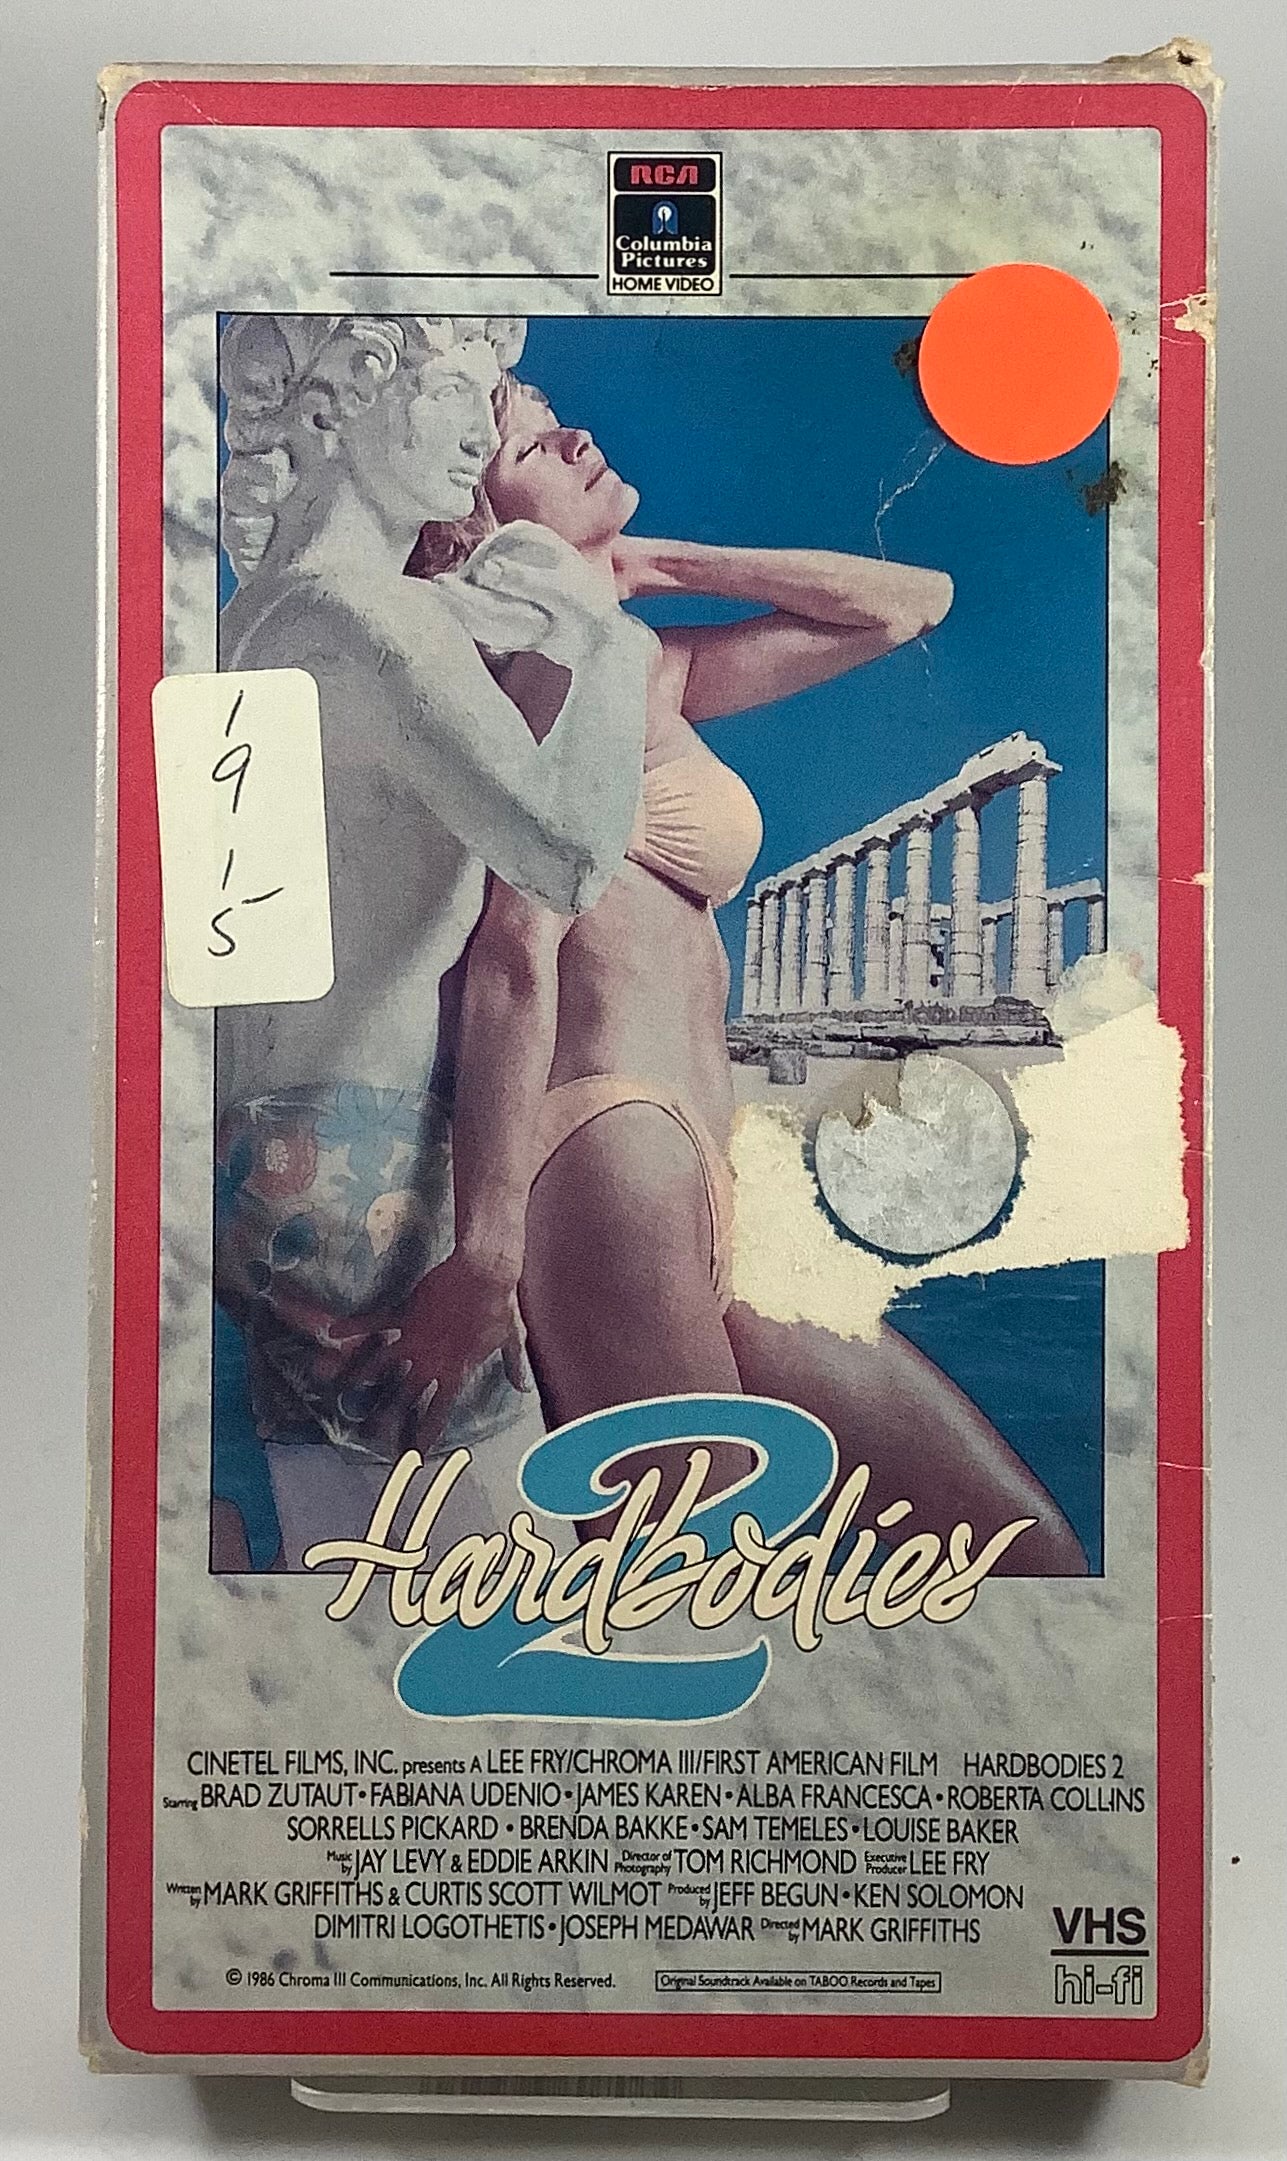 RCA
Columbia
Pictures
HOME VIDEO
1
9
1
5
Hardbodies
2
CINETEL FILMS, INC. presents A LEE FRY/CHROMA III/FIRST AMERICAN FILM HARDBODIES 2
Starring BRAD ZUTAUT • FABIANA UDENIO • JAMES KAREN • ALBA FRANCESCA • ROBERTA COLLINS
SORRELLS PICKARD • BRENDA BAKKE • SAM TEMELES • LOUISE BAKER
Music by JAY LEVY & EDDIE ARKIN Director of Photography TOM RICHMOND Executive Producer LEE FRY
Written by MARK GRIFFITHS & CURTIS SCOTT WILMOT Produced by JEFF BEGUN • KEN SOLOMON
DIMITRI LOGOTHETIS • JOSEPH MEDAWAR Directed by MARK GRIFFITHS
VHS
hi-fi
© 1986 Chroma III Communications, Inc. All Rights Reserved.
Original Soundtrack Available on TABOO Records and Tapes